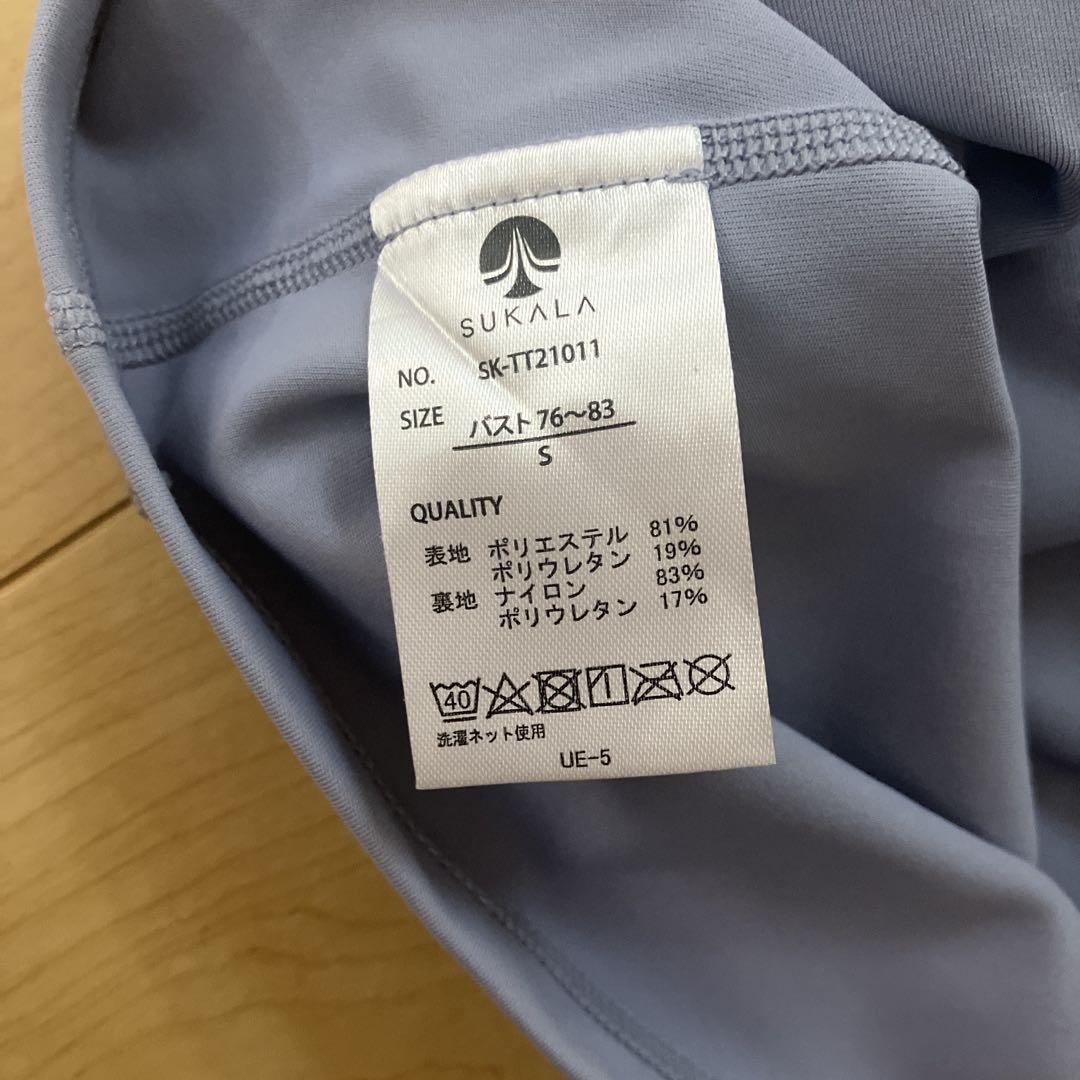 SUKALA
NO. SK-TT21011
SIZE バスト 76～83
S
QUALITY
表地 ポリエステル 81%
ポリウレタン 19%
裏地 ナイロン 83%
ポリウレタン 17%
40
洗濯ネット使用
UE-5